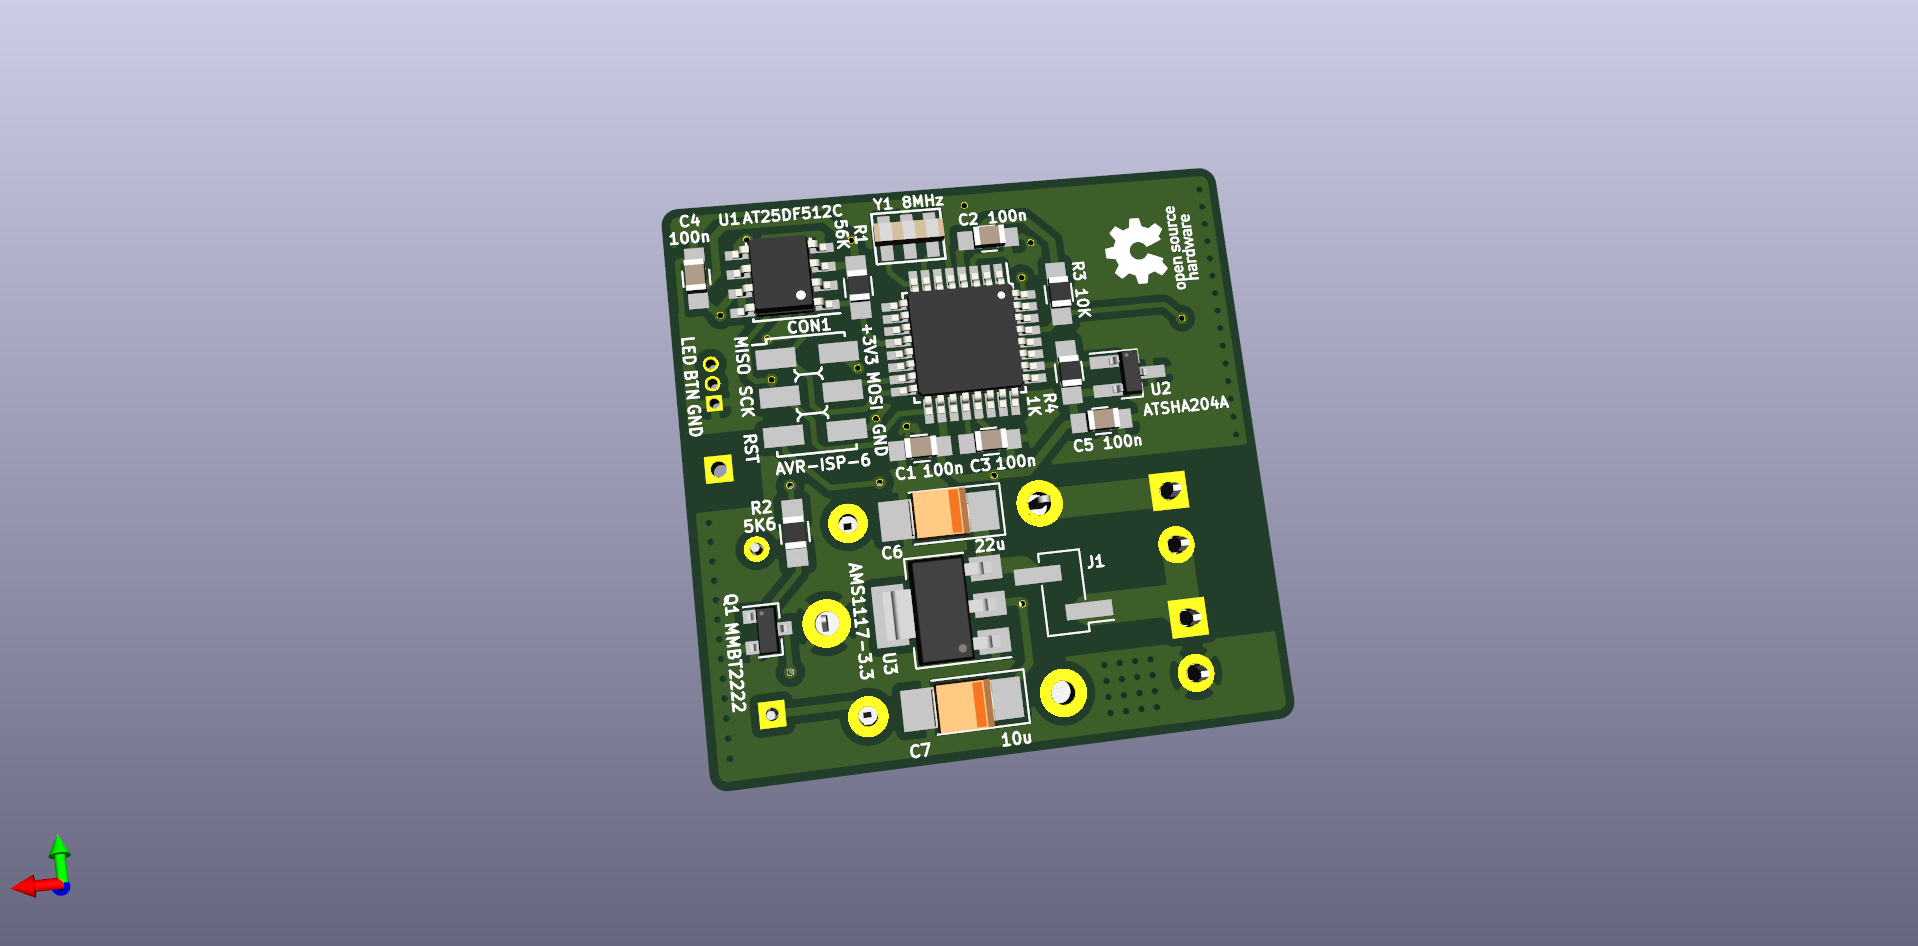 C4
100n
U1 AT25DF512C
56K
R1
Y1 8MHz
C2 100n
open source
hardware
R3 10K
CON1
LED BTN GND
MISO SCK RST
+3V3 MOSI GND
AVR-ISP-6
R4
1K
U2
ATSHA204A
C5 100n
C1 100n
C3 100n
R2
5K6
C6
22u
J1
AMS1117-3.3
U3
Q1 MMBT2222
C7
10u